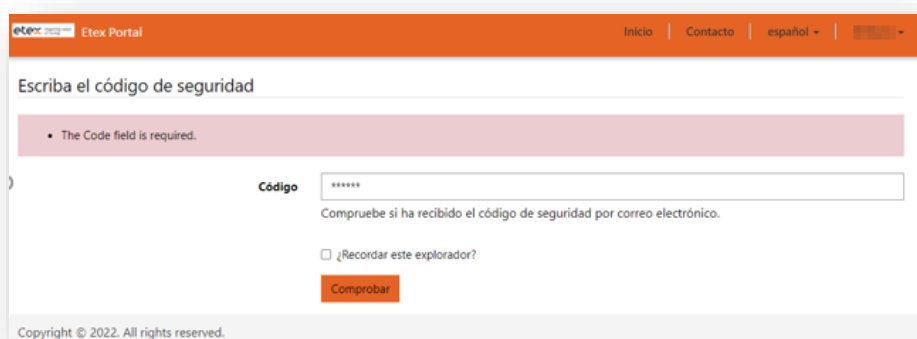 etex Etex Portal Inicio Contacto español
Escriba el código de seguridad
The Code field is required.
Código ******
Compruebe si ha recibido el código de seguridad por correo electrónico.
¿Recordar este explorador?
Comprobar
Copyright © 2022. All rights reserved.